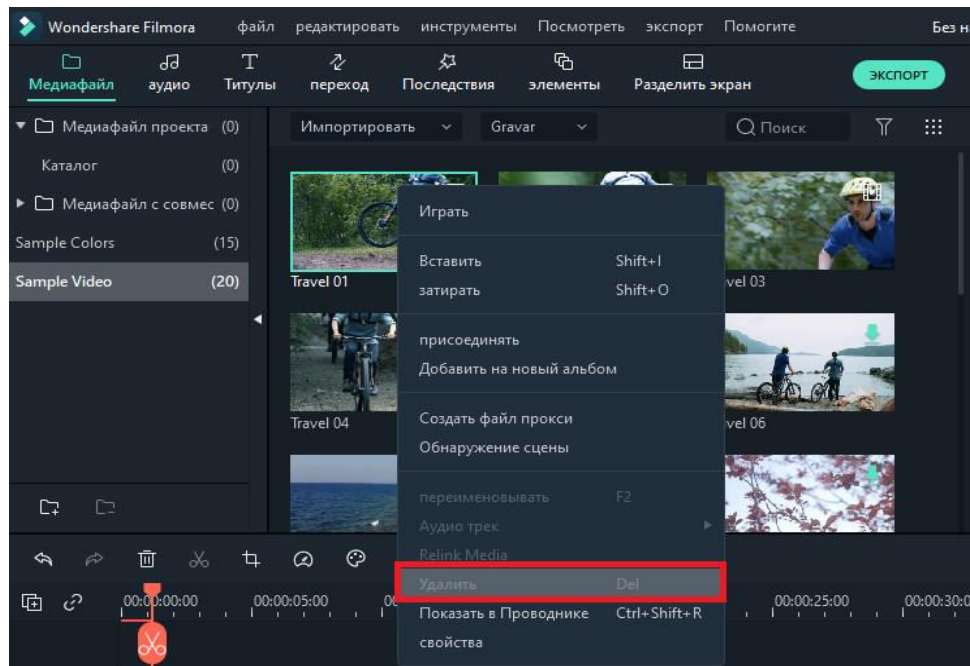 Wondershare Filmora файл редактировать инструменты Посмотреть экспорт Помогите Без н
Медиафайл аудио Титулы переход Последствия элементы Разделить экран ЭКСПОРТ
Медиафайл проекта (0) Импортировать Gravar Поиск
Каталог (0)
Медиафайл с совмес (0)
Sample Colors (15)
Sample Video (20)
Travel 01
vel 03
Travel 04
vel 06
Играть
Вставить Shift+I
затирать Shift+O
присоединять
Добавить на новый альбом
Создать файл прокси
Обнаружение сцены
переименовывать F2
Аудио трек
Relink Media
Удалить Del
Показать в Проводнике Ctrl+Shift+R
свойства
00:00:00:00 00:00:05:00 00 00:00:25:00 00:00:30:0